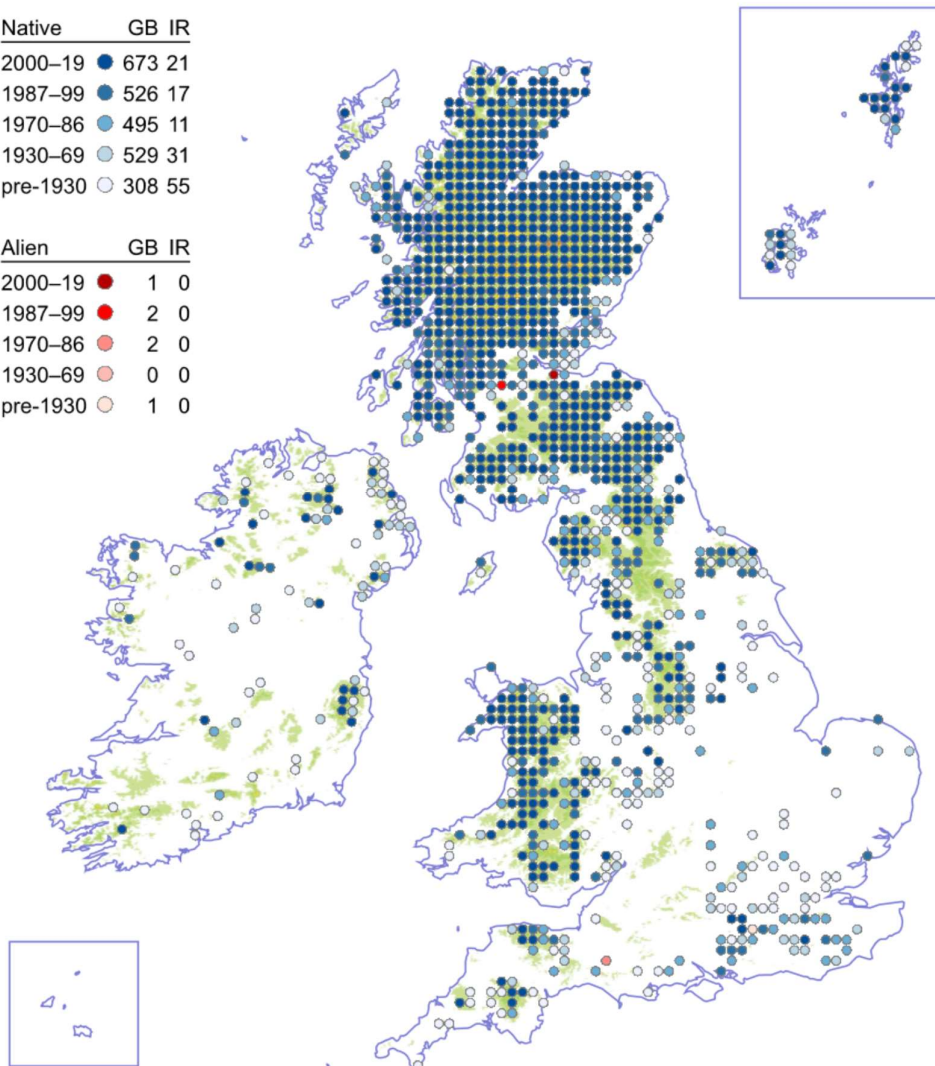 Native GB IR
2000–19 673 21
1987–99 526 17
1970–86 495 11
1930–69 529 31
pre-1930 308 55
Alien GB IR
2000–19 1 0
1987–99 2 0
1970–86 2 0
1930–69 0 0
pre-1930 1 0